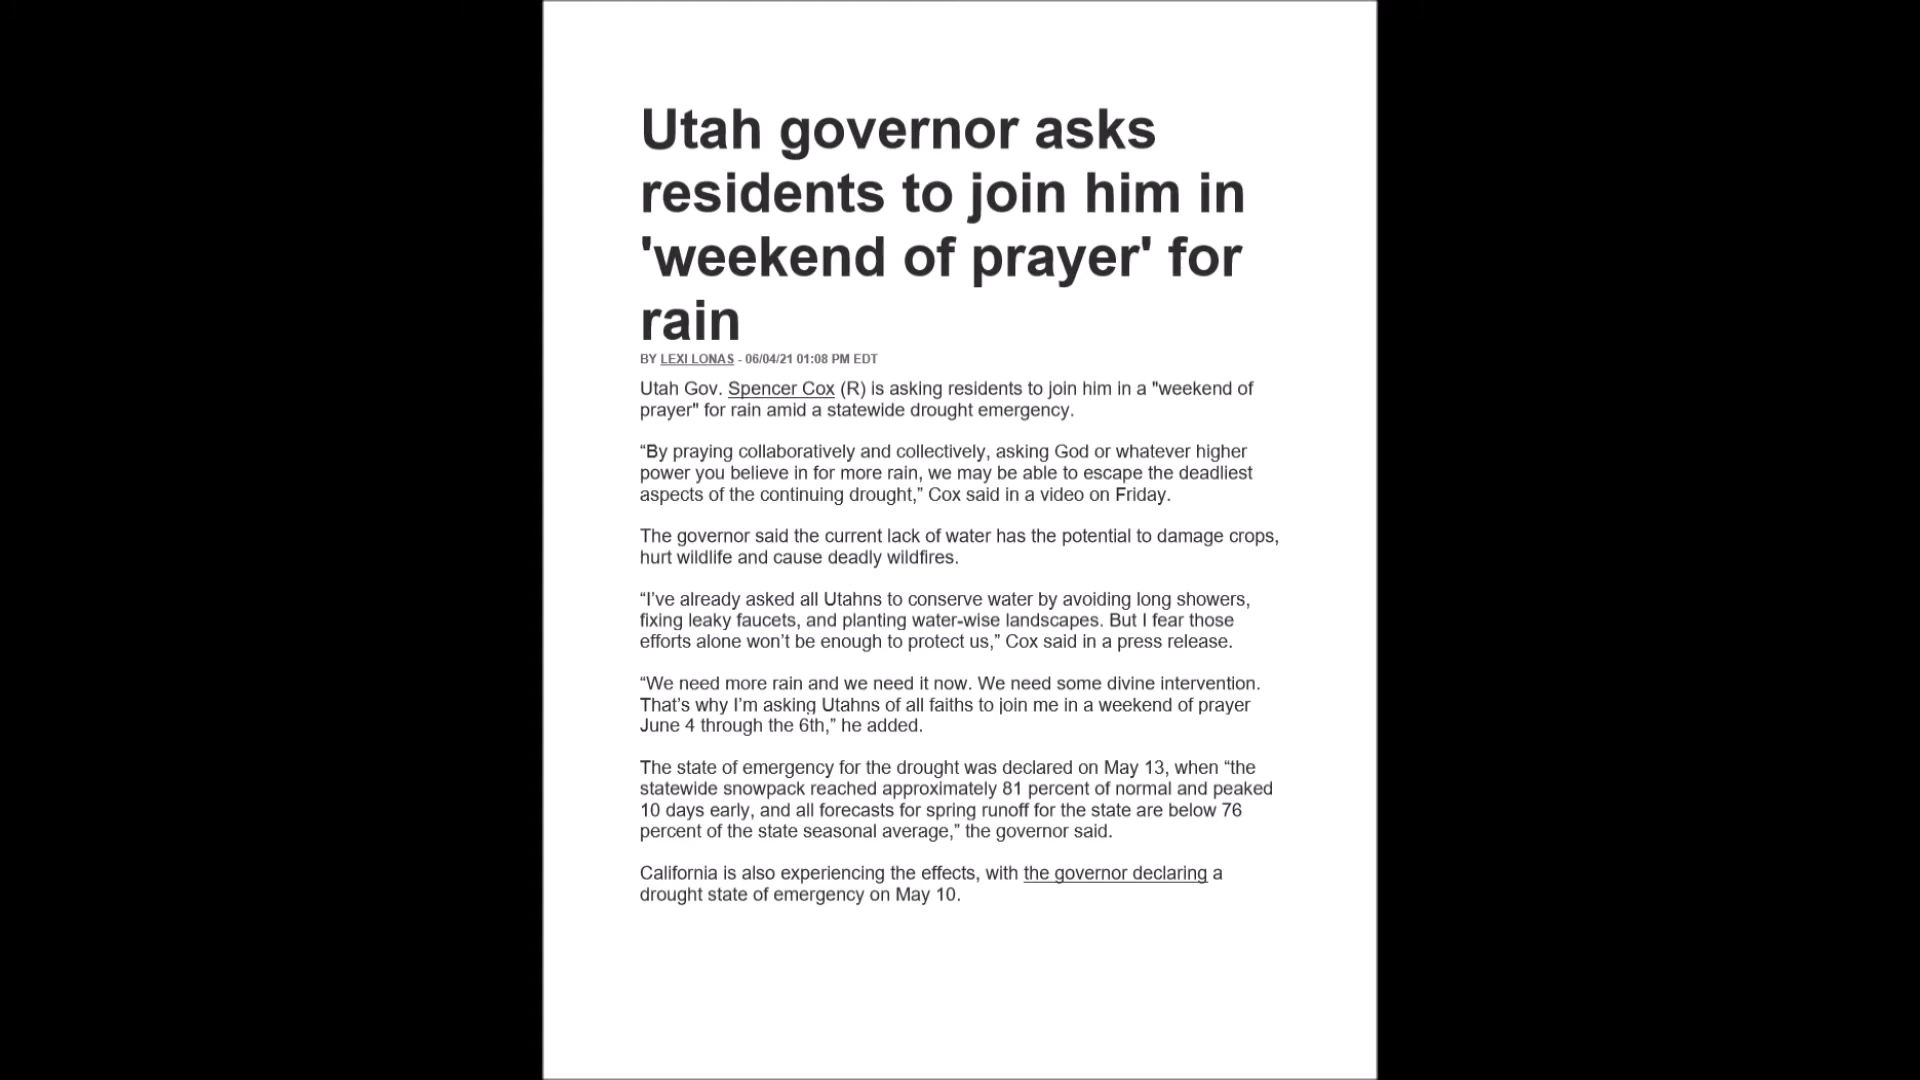 Utah governor asks
residents to join him in
'weekend of prayer' for
rain
BY LEXI LONAS - 06/04/21 01:08 PM EDT
Utah Gov. Spencer Cox (R) is asking residents to join him in a "weekend of
prayer" for rain amid a statewide drought emergency.
“By praying collaboratively and collectively, asking God or whatever higher
power you believe in for more rain, we may be able to escape the deadliest
aspects of the continuing drought,” Cox said in a video on Friday.
The governor said the current lack of water has the potential to damage crops,
hurt wildlife and cause deadly wildfires.
“I’ve already asked all Utahns to conserve water by avoiding long showers,
fixing leaky faucets, and planting water-wise landscapes. But I fear those
efforts alone won’t be enough to protect us,” Cox said in a press release.
“We need more rain and we need it now. We need some divine intervention.
That’s why I’m asking Utahns of all faiths to join me in a weekend of prayer
June 4 through the 6th,” he added.
The state of emergency for the drought was declared on May 13, when “the
statewide snowpack reached approximately 81 percent of normal and peaked
10 days early, and all forecasts for spring runoff for the state are below 76
percent of the state seasonal average,” the governor said.
California is also experiencing the effects, with the governor declaring a
drought state of emergency on May 10.